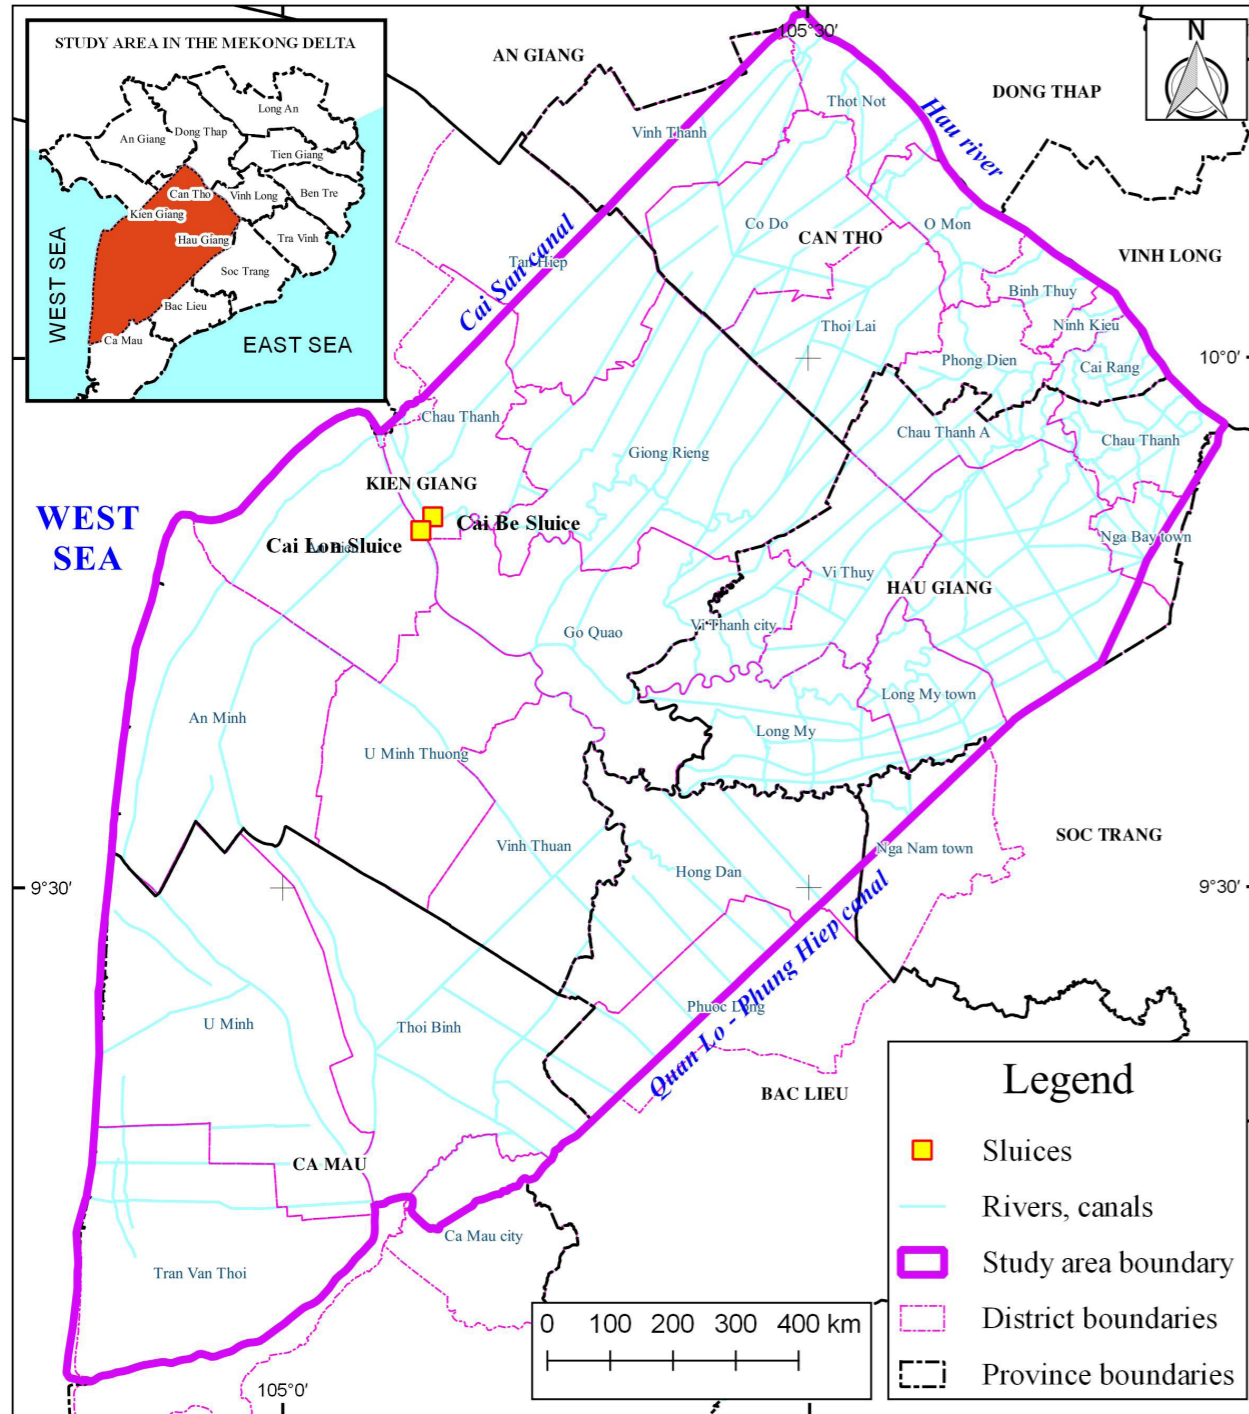 STUDY AREA IN THE MEKONG DELTA
Long An
An Giang
Dong Thap
Tien Giang
Can Tho
Vinh Long
Ben Tre
Kien Giang
Hau Giang
Tra Vinh
Soc Trang
Bac Lieu
Ca Mau
WEST SEA
EAST SEA
105°30'
N
AN GIANG
DONG THAP
Thot Not
Vinh Thanh
Hau river
Co Do
O Mon
CAN THO
VINH LONG
Cai San canal
Tan Hiep
Binh Thuy
Thoi Lai
Ninh Kieu
10°0'
Phong Dien
Cai Rang
Chau Thanh
Chau Thanh A
Chau Thanh
Giong Rieng
KIEN GIANG
WEST
SEA
Cai Be Sluice
Cai Lon Sluice
Nga Bay town
Vi Thuy
HAU GIANG
Go Quao
Vi Thanh city
Long My town
An Minh
Long My
U Minh Thuong
Vinh Thuan
Nga Nam town
SOC TRANG
Hong Dan
9°30'
9°30'
Quan Lo - Phung Hiep canal
Phuoc Long
U Minh
Thoi Binh
BAC LIEU
CA MAU
Ca Mau city
Tran Van Thoi
105°0'
0 100 200 300 400 km
Legend
Sluices
Rivers, canals
Study area boundary
District boundaries
Province boundaries